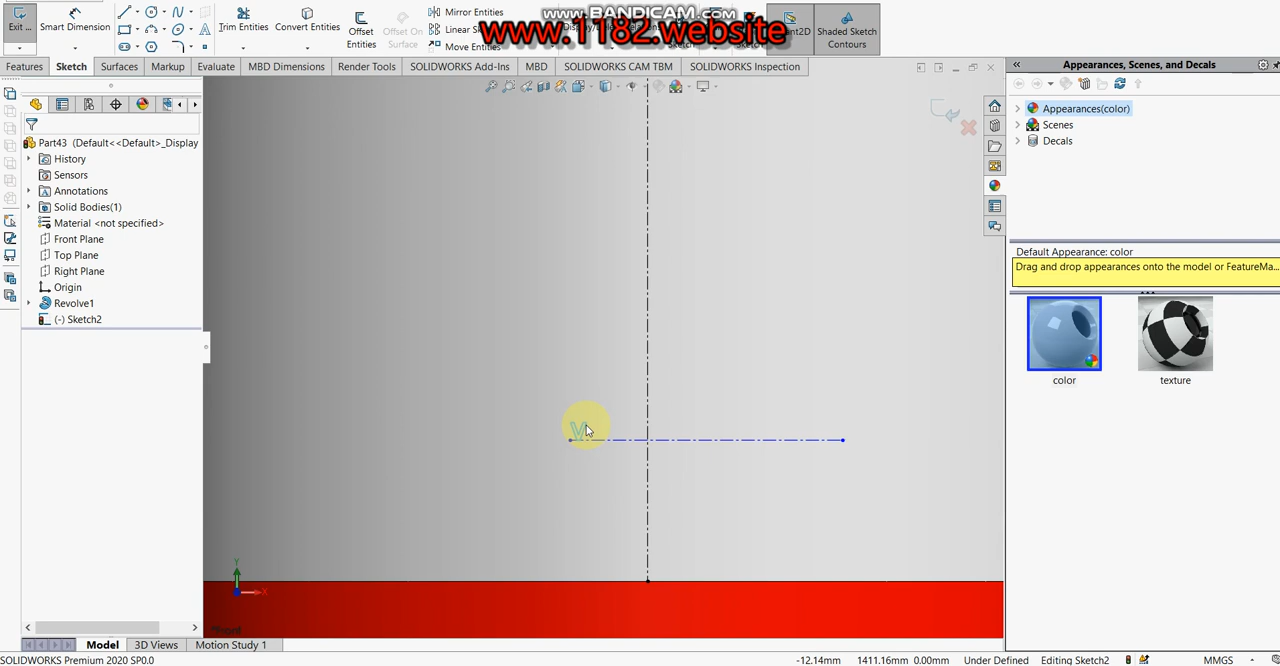 www.BANDICAM.com
www.1182.website
Exit ...
Smart Dimension
Trim Entities
Convert Entities
Offset
Entities
Offset On
Surface
Mirror Entities
Linear Sk
Move Entities
Sketch
Shaded Sketch
Contours
Features
Sketch
Surfaces
Markup
Evaluate
MBD Dimensions
Render Tools
SOLIDWORKS Add-Ins
MBD
SOLIDWORKS CAM TBM
SOLIDWORKS Inspection
Appearances, Scenes, and Decals
Part43 (Default<<Default>_Display
History
Sensors
Annotations
Solid Bodies(1)
Material <not specified>
Front Plane
Top Plane
Right Plane
Origin
Revolve1
(-) Sketch2
Appearances(color)
Scenes
Decals
Default Appearance: color
Drag and drop appearances onto the model or FeatureMa...
color
texture
V
Y
X
*Front
Model
3D Views
Motion Study 1
SOLIDWORKS Premium 2020 SP0.0
-12.14mm
1411.16mm
0.00mm
Under Defined
Editing Sketch2
MMGS